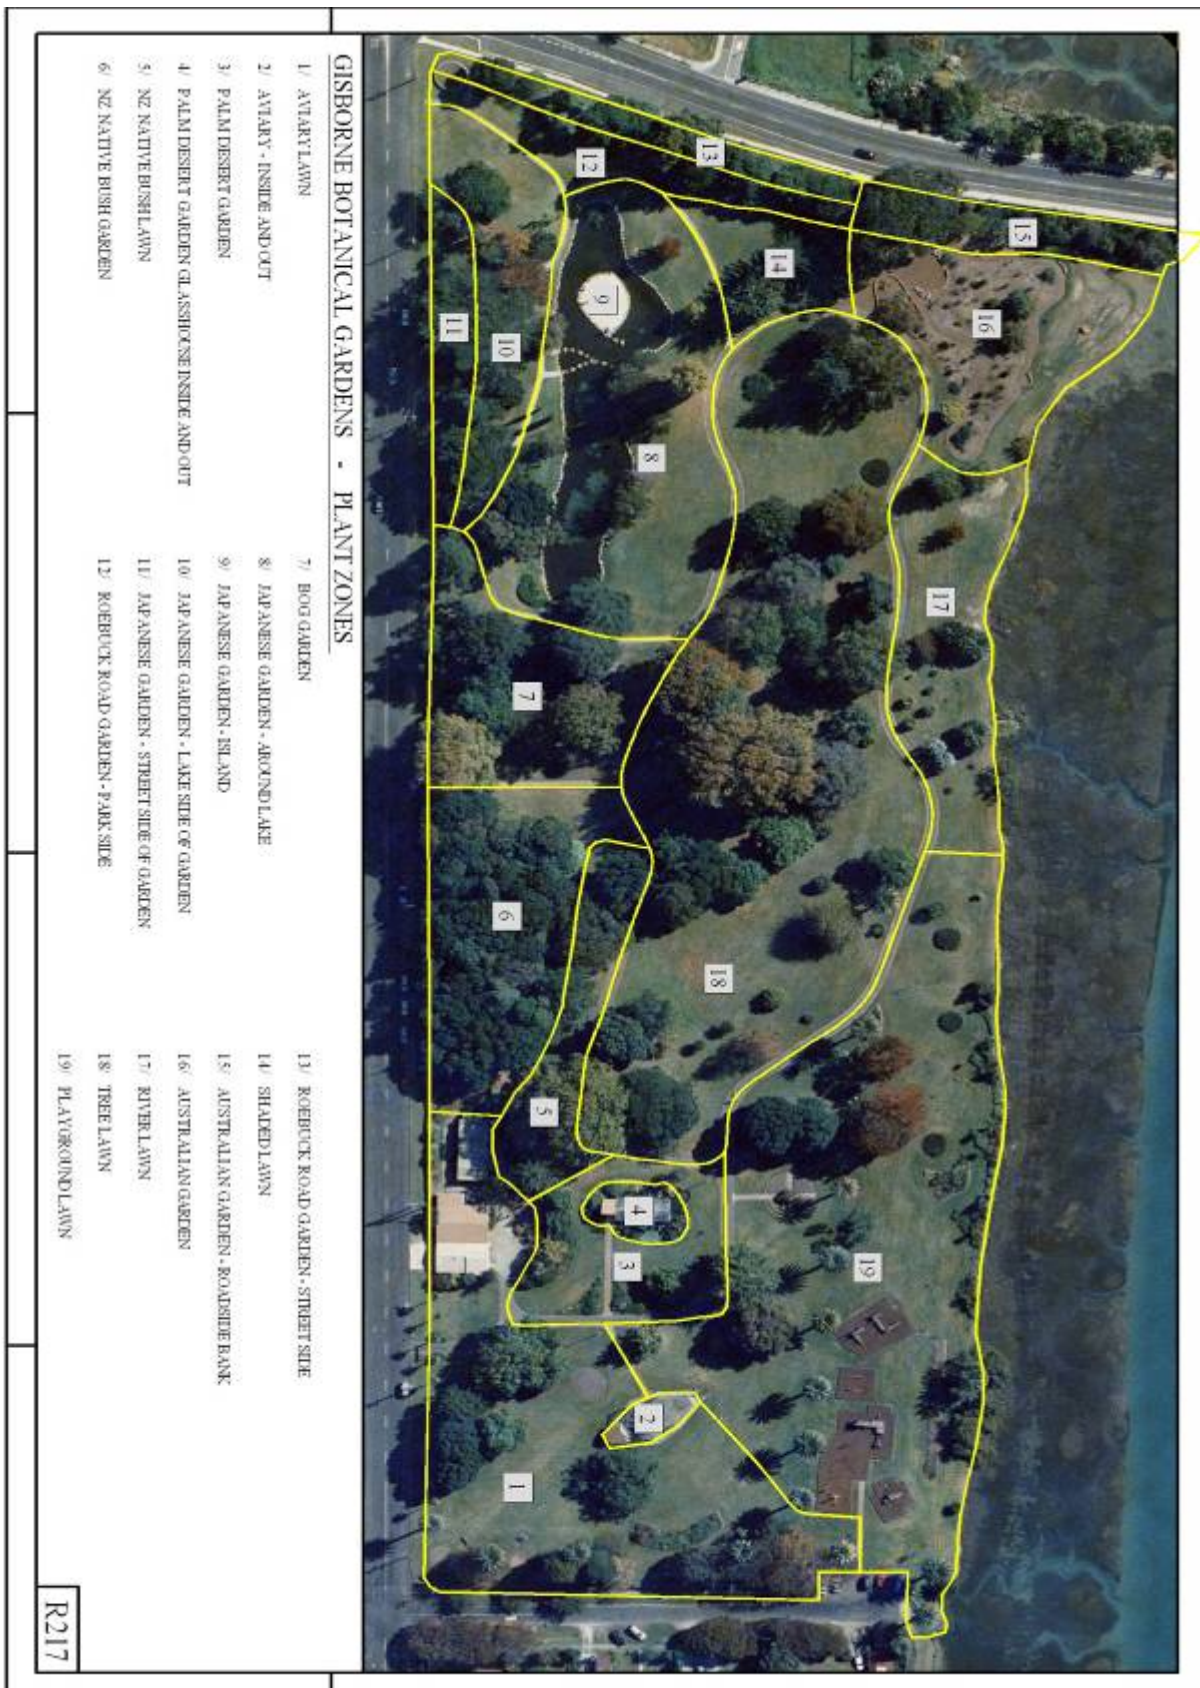 GISBORNE BOTANICAL GARDENS - PLANT ZONES
1/ AVIARY LAWN
2/ AVIARY - INSIDE AND OUT
3/ PALM DESERT GARDEN
4/ PALM DESERT GARDEN GLASSHOUSE INSIDE AND OUT
5/ NZ NATIVE BUSH LAWN
6/ NZ NATIVE BUSH GARDEN
7/ BOG GARDEN
8/ JAPANESE GARDEN - AROUND LAKE
9/ JAPANESE GARDEN - ISLAND
10/ JAPANESE GARDEN - LAKE SIDE OF GARDEN
11/ JAPANESE GARDEN - STREET SIDE OF GARDEN
12/ ROEBUCK ROAD GARDEN - PARK SIDE
13/ ROEBUCK ROAD GARDEN - STREET SIDE
14/ SHADED LAWN
15/ AUSTRALIAN GARDEN - ROADSIDE BANK
16/ AUSTRALIAN GARDEN
17/ RIVER LAWN
18/ TREE LAWN
19/ PLAYGROUND LAWN
R217
15
16
13
14
12
9
17
8
10
11
7
18
6
19
5
4
3
2
1